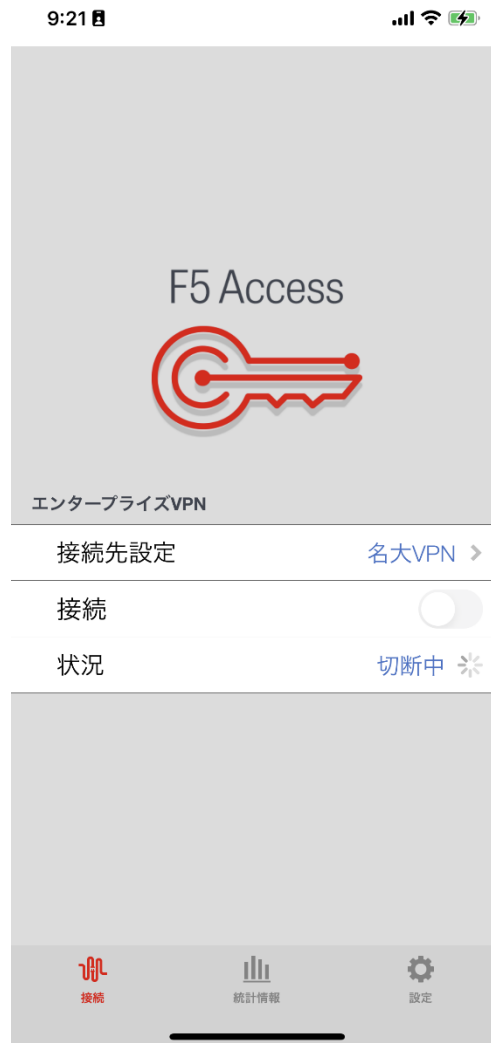 9:21
F5 Access
エンタープライズVPN
接続先設定 名大VPN
接続
状況 切断中
接続 統計情報 設定